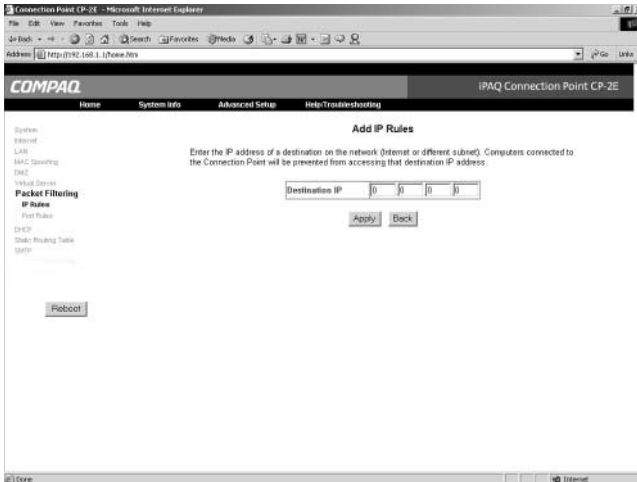 Connection Point CP-2E - Microsoft Internet Explorer
File Edit View Favorites Tools Help
Back Search Favorites Media
Address http://192.168.1.1/home.htm Go Links
COMPAQ iPAQ Connection Point CP-2E
Home System Info Advanced Setup Help/Troubleshooting
System
Internet
LAN
MAC Spoofing
DMZ
Virtual Server
Packet Filtering
IP Rules
Port Rules
DHCP
Static Routing Table
Reboot
Add IP Rules
Enter the IP address of a destination on the network (Internet or different subnet). Computers connected to
the Connection Point will be prevented from accessing that destination IP address.
Destination IP 0 0 0 0
Apply Back
Done Internet